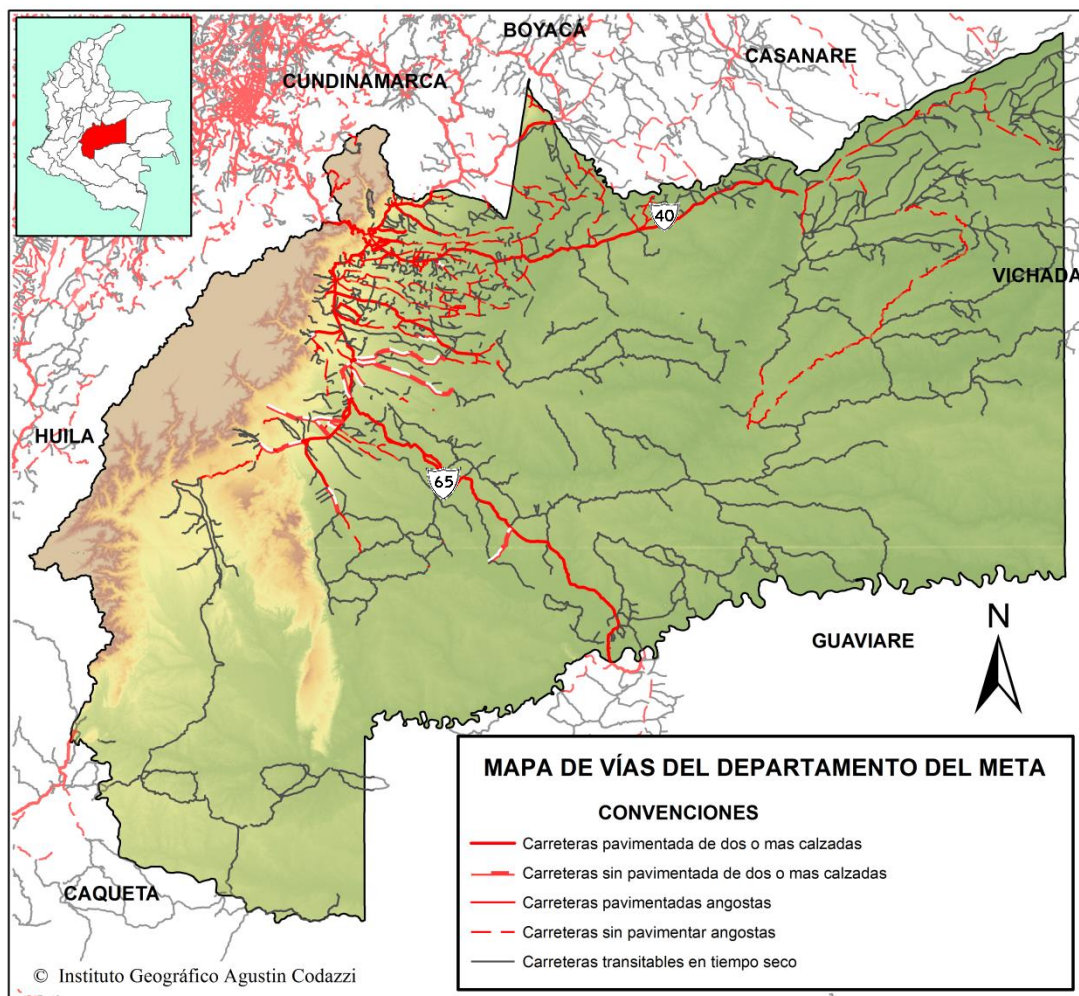 BOYACÁ
CASANARE
CUNDINAMARCA
40
VICHADA
HUILA
65
N
GUAVIARE
MAPA DE VÍAS DEL DEPARTAMENTO DEL META
CONVENCIONES
Carreteras pavimentada de dos o mas calzadas
Carreteras sin pavimentada de dos o mas calzadas
Carreteras pavimentadas angostas
Carreteras sin pavimentar angostas
Carreteras transitables en tiempo seco
CAQUETA
© Instituto Geográfico Agustin Codazzi